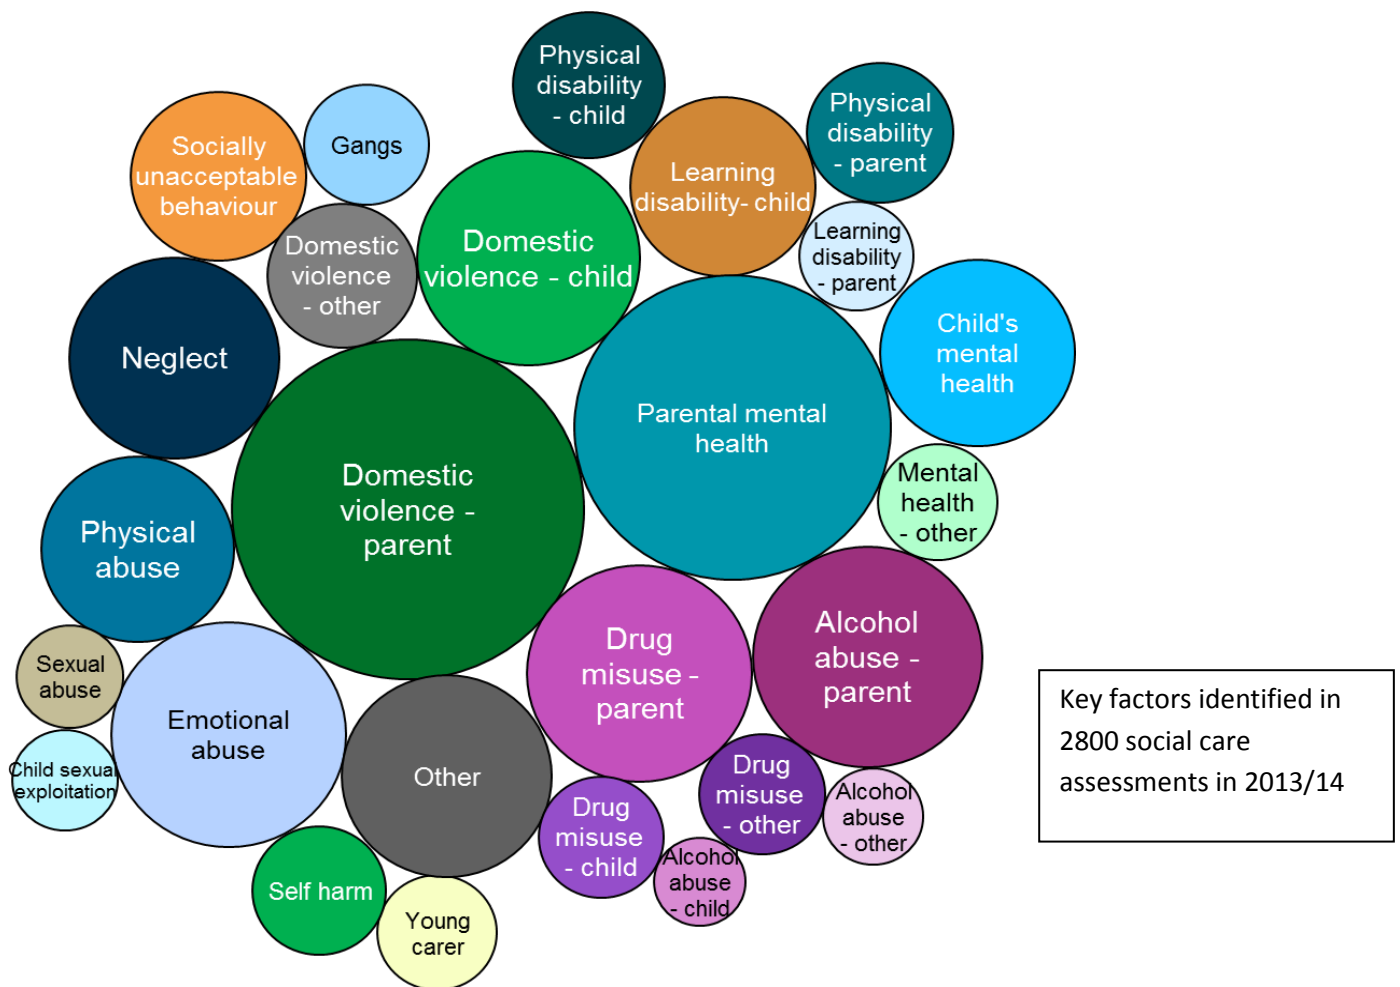 Physical
disability
- child
Physical
disability
- parent
Socially
unacceptable
behaviour
Gangs
Learning
disability- child
Domestic
violence
- other
Domestic
violence - child
Learning
disability
- parent
Neglect
Child's
mental
health
Parental mental
health
Domestic
violence -
parent
Mental
health
- other
Physical
abuse
Drug
misuse -
parent
Alcohol
abuse -
parent
Sexual
abuse
Emotional
abuse
Child sexual
exploitation
Other
Drug
misuse
- other
Drug
misuse
- child
Alcohol
abuse
- other
Alcohol
abuse
- child
Self harm
Young
carer
Key factors identified in
2800 social care
assessments in 2013/14